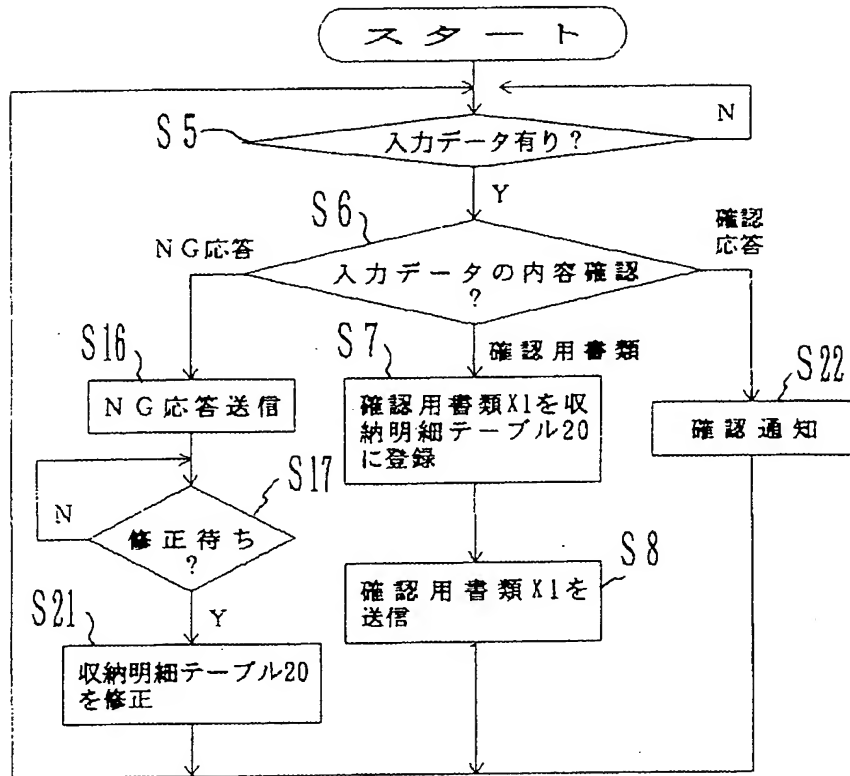 スタート
S5
入力データ有り?
N
Y
S6
NG応答
確認
応答
入力データの内容確認
?
S16
NG応答送信
S7
確認用書類
確認用書類X1を収
納明細テーブル20
に登録
S22
確認通知
N
S17
修正待ち
?
Y
S8
確認用書類X1を
送信
S21
収納明細テーブル20
を修正